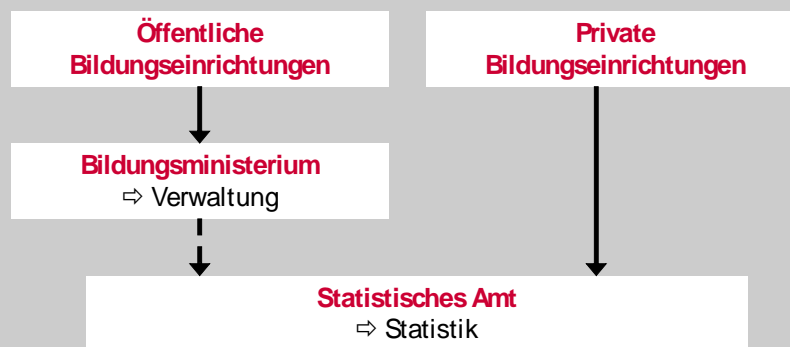 Öffentliche
Bildungseinrichtungen
Private
Bildungseinrichtungen
Bildungsministerium
⇨ Verwaltung
Statistisches Amt
⇨ Statistik